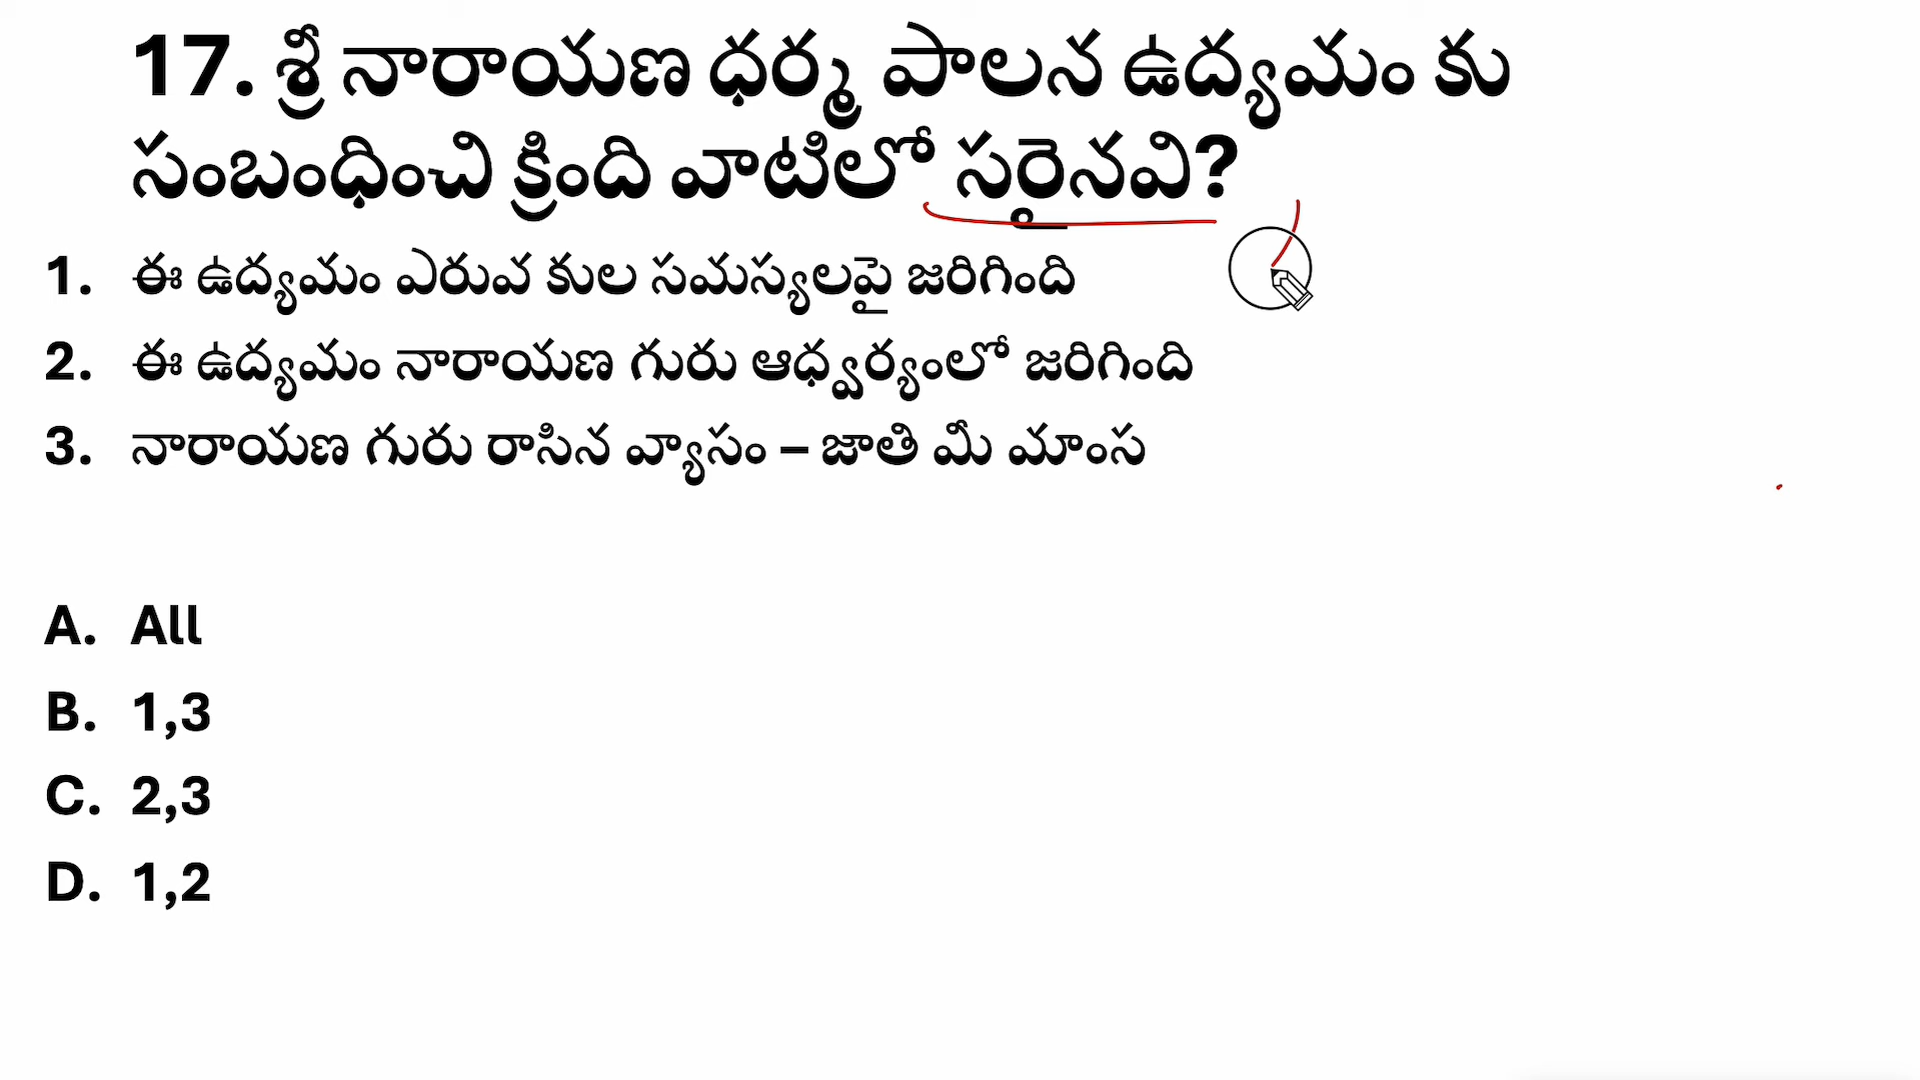 17. శ్రీ నారాయణ ధర్మ పాలన ఉద్యమం కు
సంబంధించి క్రింది వాటిలో సరైనవి?
1. ఈ ఉద్యమం ఎరువ కుల సమస్యలపై జరిగింది
2. ఈ ఉద్యమం నారాయణ గురు ఆధ్వర్యంలో జరిగింది
3. నారాయణ గురు రాసిన వ్యాసం – జాతి మీ మాంస
A. All
B. 1,3
C. 2,3
D. 1,2